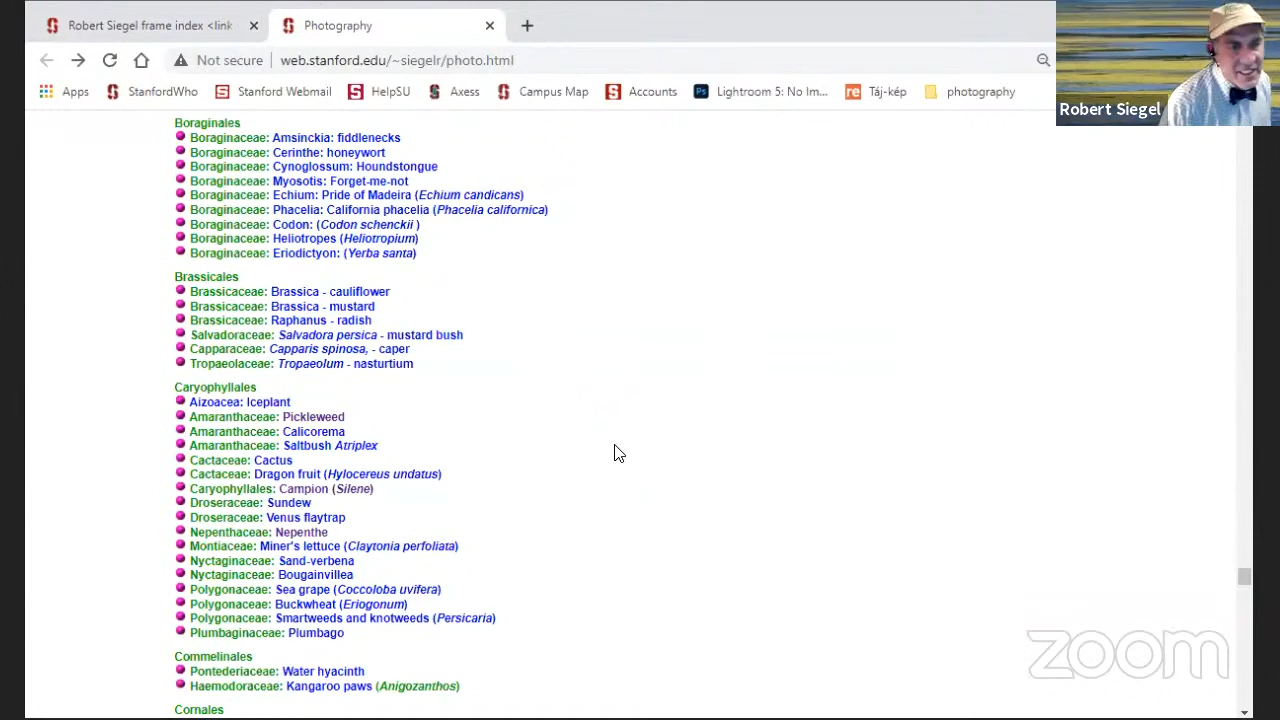 Robert Siegel frame index <link
Photography
Not secure
web.stanford.edu/~siegelr/photo.html
Apps
StanfordWho
Stanford Webmail
HelpSU
Axess
Campus Map
Accounts
Lightroom 5: No Im...
Táj-kép
photography
Robert Siegel
Boraginales
Boraginaceae: Amsinckia: fiddlenecks
Boraginaceae: Cerinthe: honeywort
Boraginaceae: Cynoglossum: Houndstongue
Boraginaceae: Myosotis: Forget-me-not
Boraginaceae: Echium: Pride of Madeira (Echium candicans)
Boraginaceae: Phacelia: California phacelia (Phacelia californica)
Boraginaceae: Codon: (Codon schenckii )
Boraginaceae: Heliotropes (Heliotropium)
Boraginaceae: Eriodictyon: (Yerba santa)
Brassicales
Brassicaceae: Brassica - cauliflower
Brassicaceae: Brassica - mustard
Brassicaceae: Raphanus - radish
Salvadoraceae: Salvadora persica - mustard bush
Capparaceae: Capparis spinosa, - caper
Tropaeolaceae: Tropaeolum - nasturtium
Caryophyllales
Aizoacea: Iceplant
Amaranthaceae: Pickleweed
Amaranthaceae: Calicorema
Amaranthaceae: Saltbush Atriplex
Cactaceae: Cactus
Cactaceae: Dragon fruit (Hylocereus undatus)
Caryophyllales: Campion (Silene)
Droseraceae: Sundew
Droseraceae: Venus flaytrap
Nepenthaceae: Nepenthe
Montiaceae: Miner's lettuce (Claytonia perfoliata)
Nyctaginaceae: Sand-verbena
Nyctaginaceae: Bougainvillea
Polygonaceae: Sea grape (Coccoloba uvifera)
Polygonaceae: Buckwheat (Eriogonum)
Polygonaceae: Smartweeds and knotweeds (Persicaria)
Plumbaginaceae: Plumbago
Commelinales
Pontederiaceae: Water hyacinth
Haemodoraceae: Kangaroo paws (Anigozanthos)
Cornales
zoom